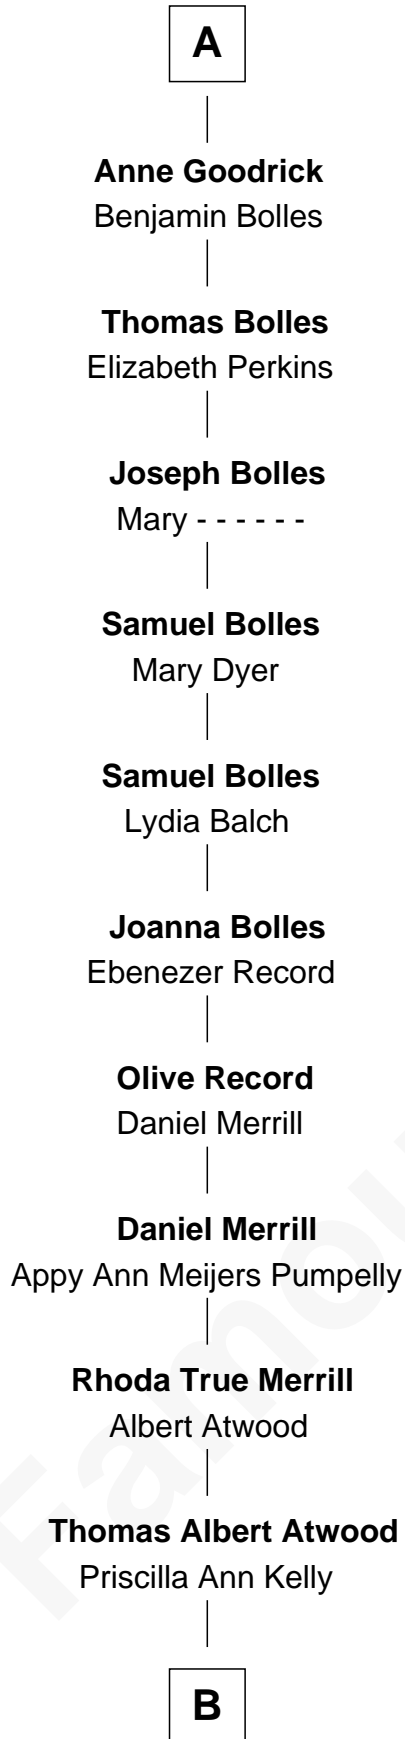 A
Anne Goodrick
Benjamin Bolles
Thomas Bolles
Elizabeth Perkins
Joseph Bolles
Mary - - - - - -
Samuel Bolles
Mary Dyer
Samuel Bolles
Lydia Balch
Joanna Bolles
Ebenezer Record
Olive Record
Daniel Merrill
Daniel Merrill
Appy Ann Meijers Pumpelly
Rhoda True Merrill
Albert Atwood
Thomas Albert Atwood
Priscilla Ann Kelly
B